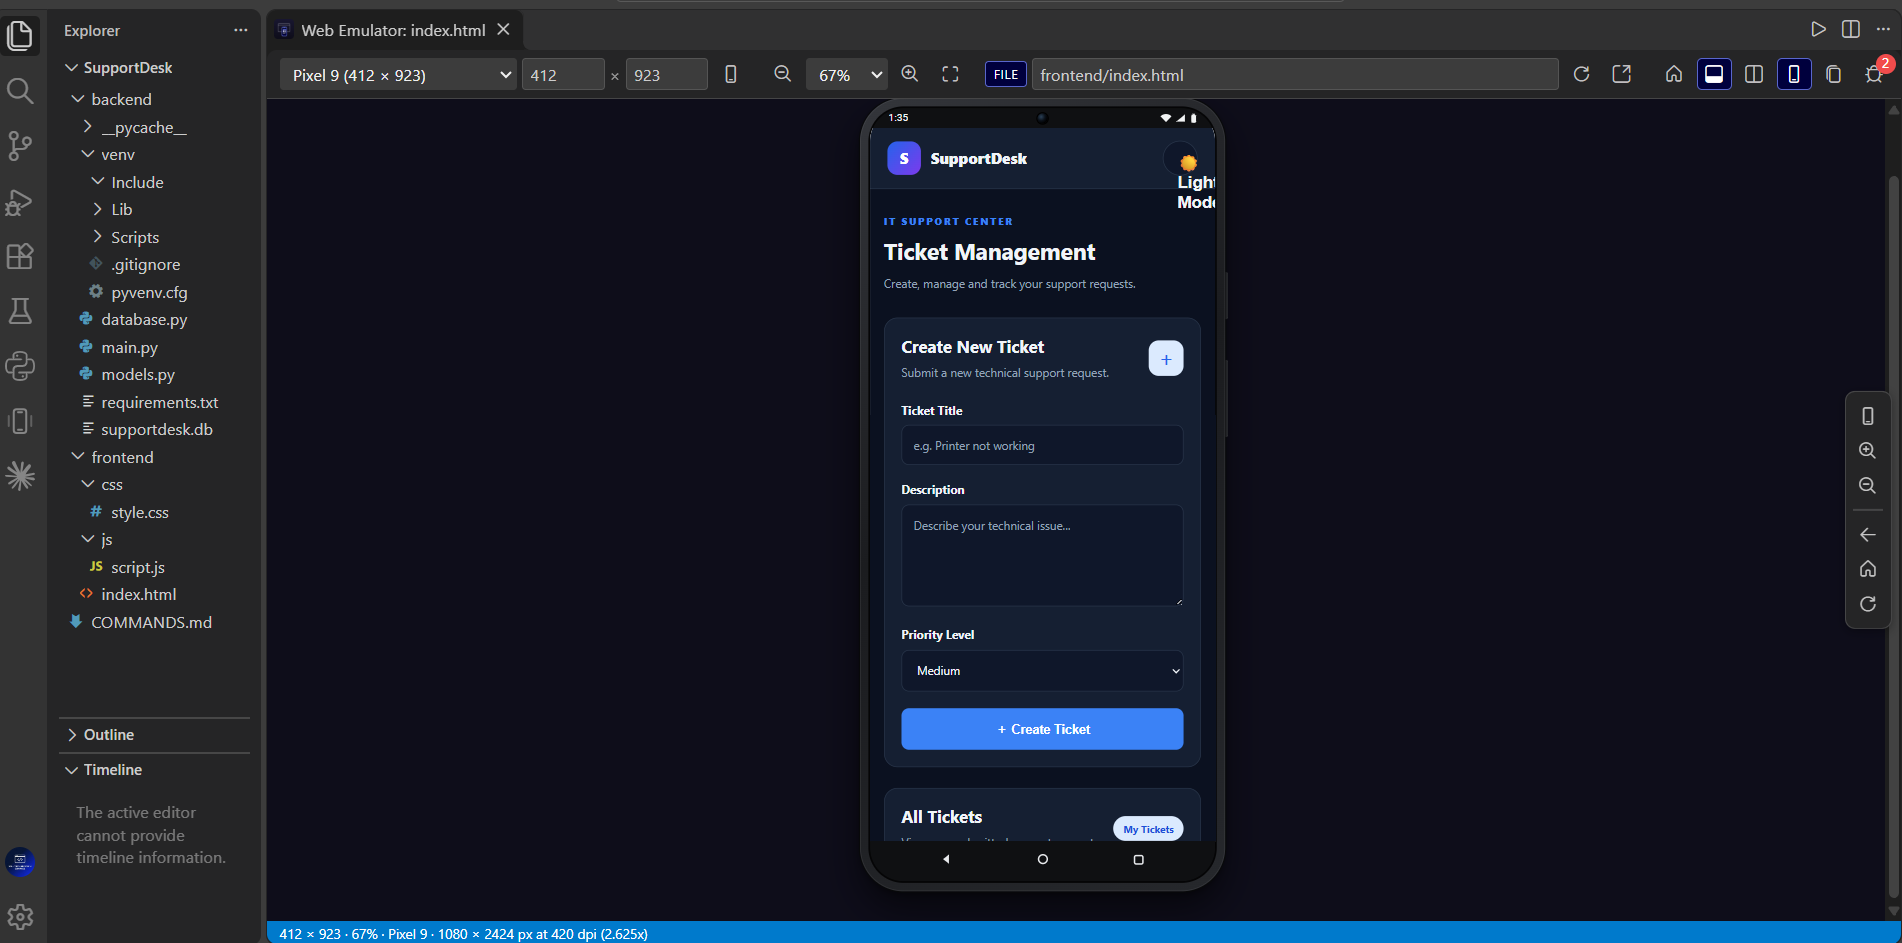 Explorer
SupportDesk
backend
__pycache__
venv
Include
Lib
Scripts
.gitignore
pyvenv.cfg
database.py
main.py
models.py
requirements.txt
supportdesk.db
frontend
css
# style.css
js
JS script.js
<> index.html
COMMANDS.md
Outline
Timeline
The active editor
cannot provide
timeline information.
Web Emulator: index.html
Pixel 9 (412 × 923)
412 × 923
67%
FILE
frontend/index.html
2
1:35
S SupportDesk
Light
Mode
IT SUPPORT CENTER
Ticket Management
Create, manage and track your support requests.
Create New Ticket
Submit a new technical support request.
+
Ticket Title
e.g. Printer not working
Description
Describe your technical issue...
Priority Level
Medium
+ Create Ticket
All Tickets
My Tickets
412 × 923 · 67% · Pixel 9 · 1080 × 2424 px at 420 dpi (2.625x)